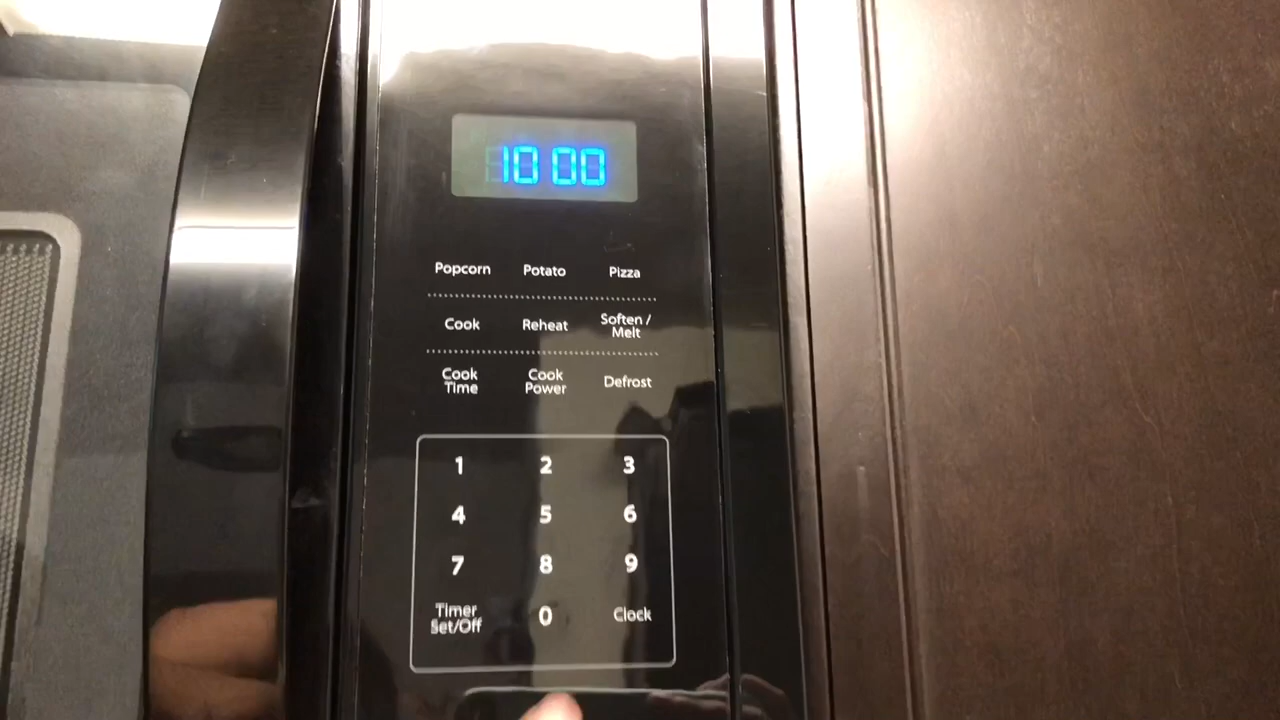 10 00
Popcorn Potato Pizza
Cook Reheat Soften / Melt
Cook Time Cook Power Defrost
1 2 3
4 5 6
7 8 9
Timer Set/Off 0 Clock